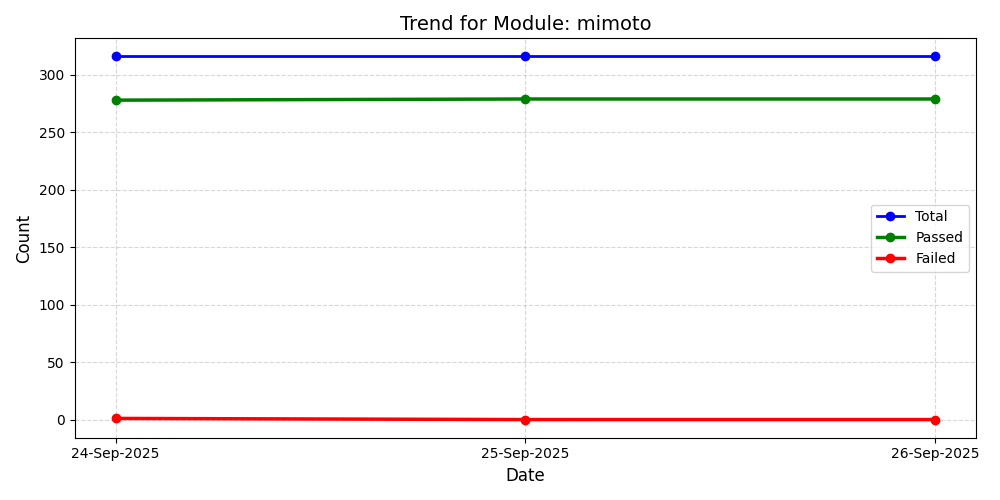 Trend for Module: mimoto
Count
300
250
200
150
100
50
0
Total
Passed
Failed
24-Sep-2025
25-Sep-2025
26-Sep-2025
Date